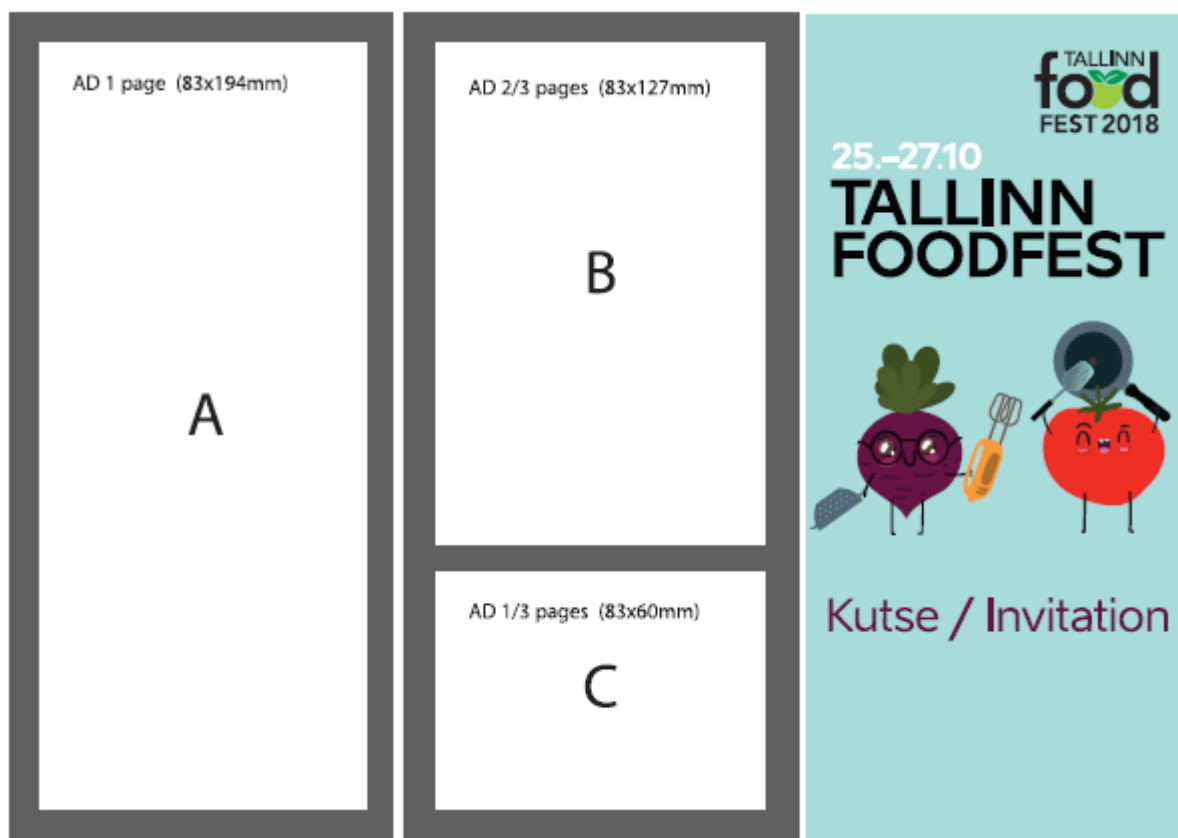 AD 1 page (83x194mm)
A
AD 2/3 pages (83x127mm)
B
AD 1/3 pages (83x60mm)
C
TALLINN
food
FEST 2018
25.–27.10
TALLINN
FOODFEST
Kutse / Invitation